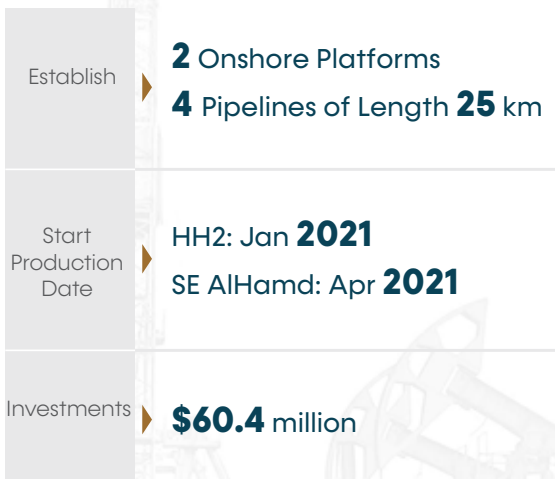 Establish
2 Onshore Platforms
4 Pipelines of Length 25 km
Start
Production
Date
HH2: Jan 2021
SE AlHamd: Apr 2021
Investments
$60.4 million